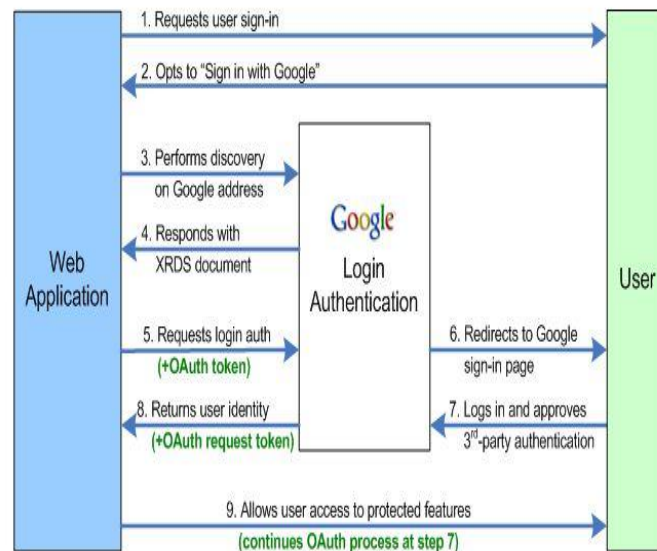 1. Requests user sign-in
2. Opts to “Sign in with Google”
3. Performs discovery
on Google address
4. Responds with
XRDS document
Web
Application
Google
Login
Authentication
User
5. Requests login auth
(+OAuth token)
6. Redirects to Google
sign-in page
8. Returns user identity
(+OAuth request token)
7. Logs in and approves
3rd-party authentication
9. Allows user access to protected features
(continues OAuth process at step 7)